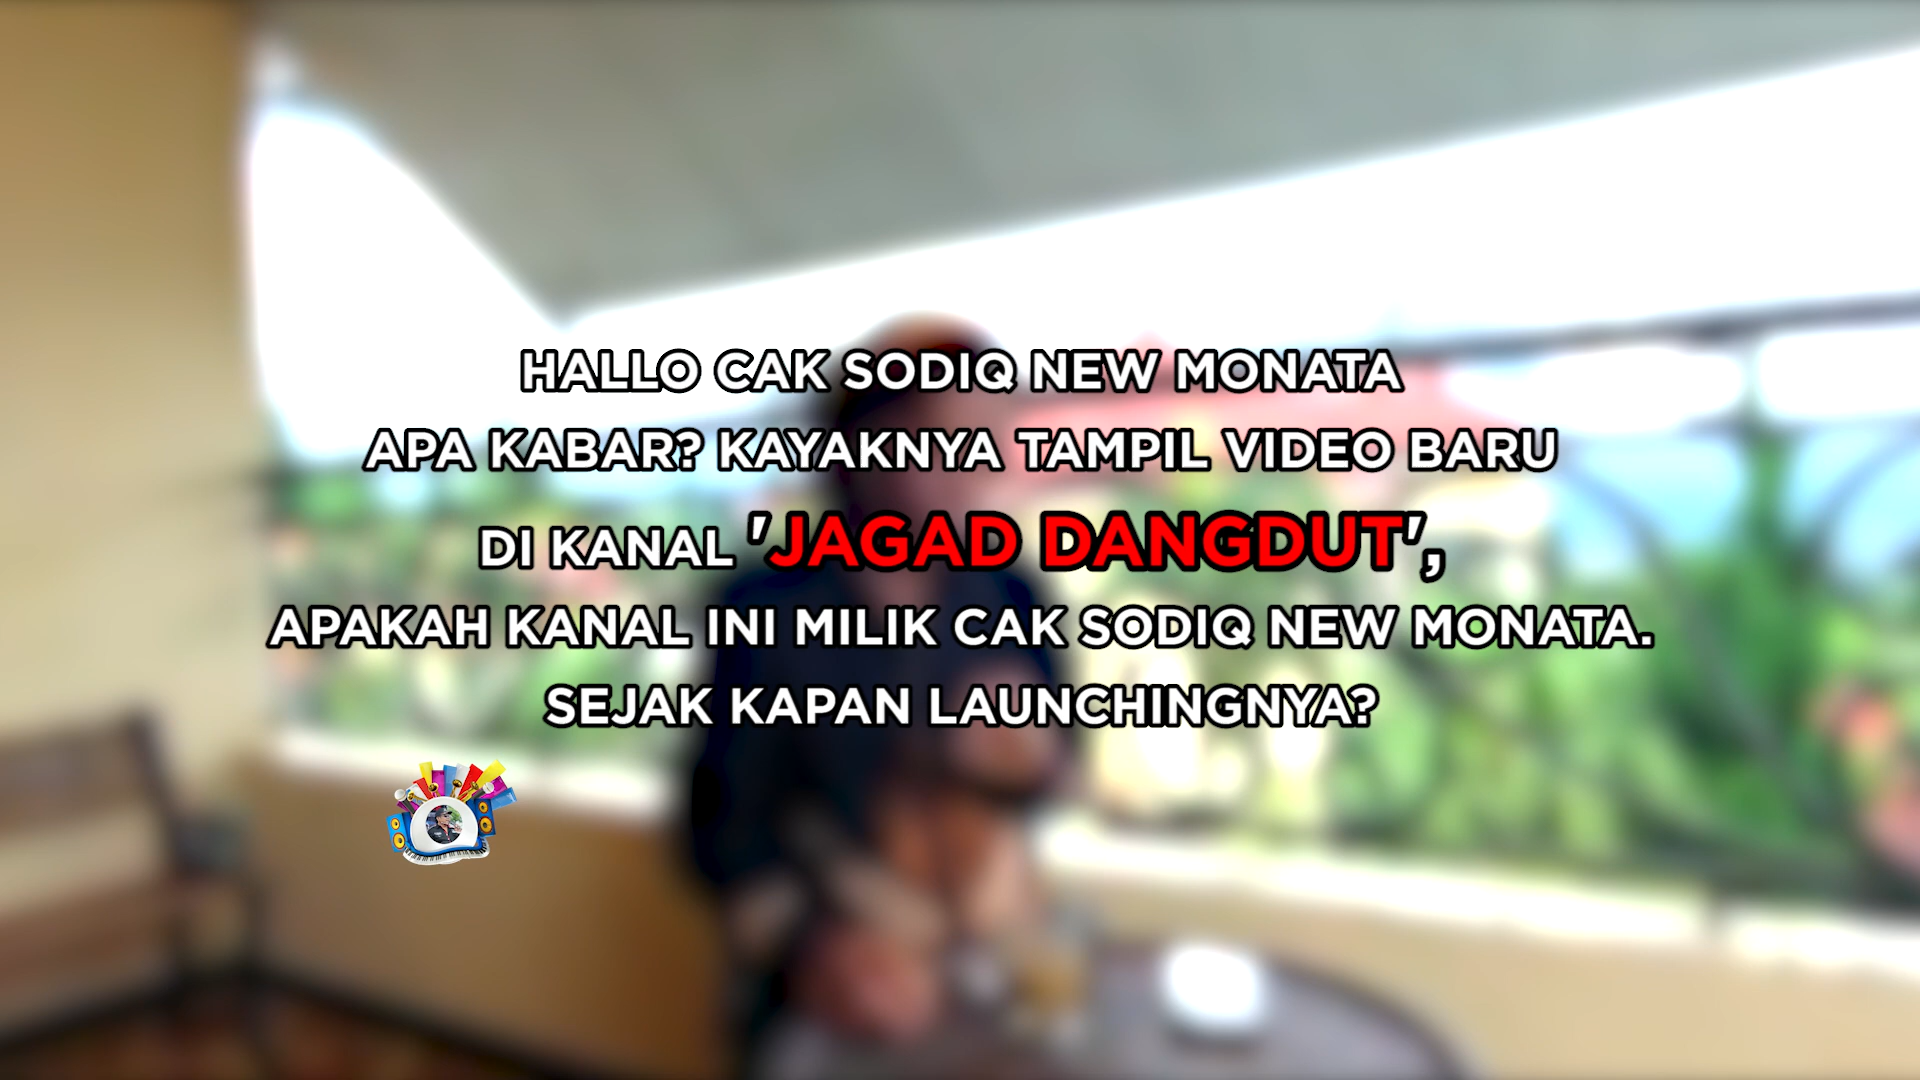 HALLO CAK SODIQ NEW MONATA
APA KABAR? KAYAKNYA TAMPIL VIDEO BARU
DI KANAL 'JAGAD DANGDUT',
APAKAH KANAL INI MILIK CAK SODIQ NEW MONATA.
SEJAK KAPAN LAUNCHINGNYA?